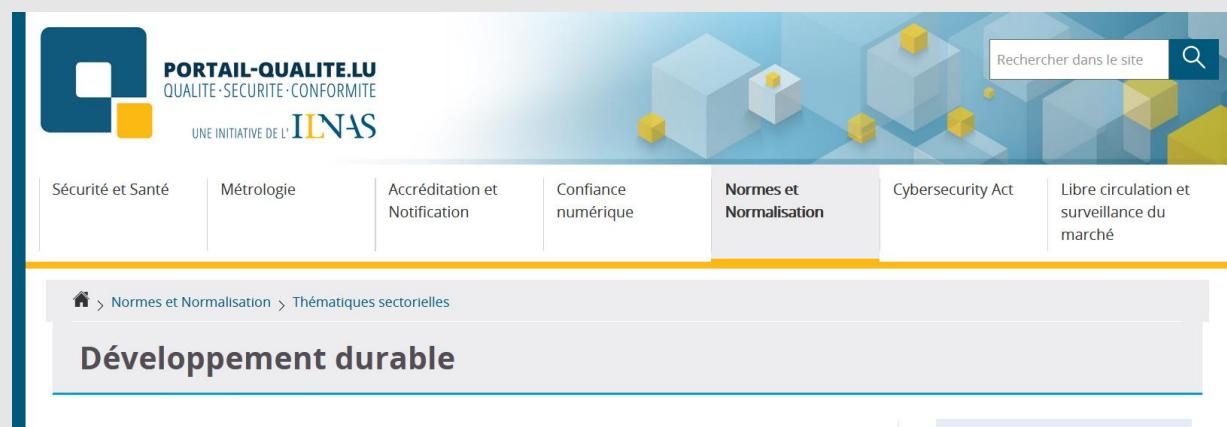 PORTAIL-QUALITE.LU
QUALITE·SECURITE·CONFORMITE
UNE INITIATIVE DE L' ILNAS
Rechercher dans le site
Sécurité et Santé
Métrologie
Accréditation et
Notification
Confiance
numérique
Normes et
Normalisation
Cybersecurity Act
Libre circulation et
surveillance du
marché
Normes et Normalisation > Thématiques sectorielles
Développement durable